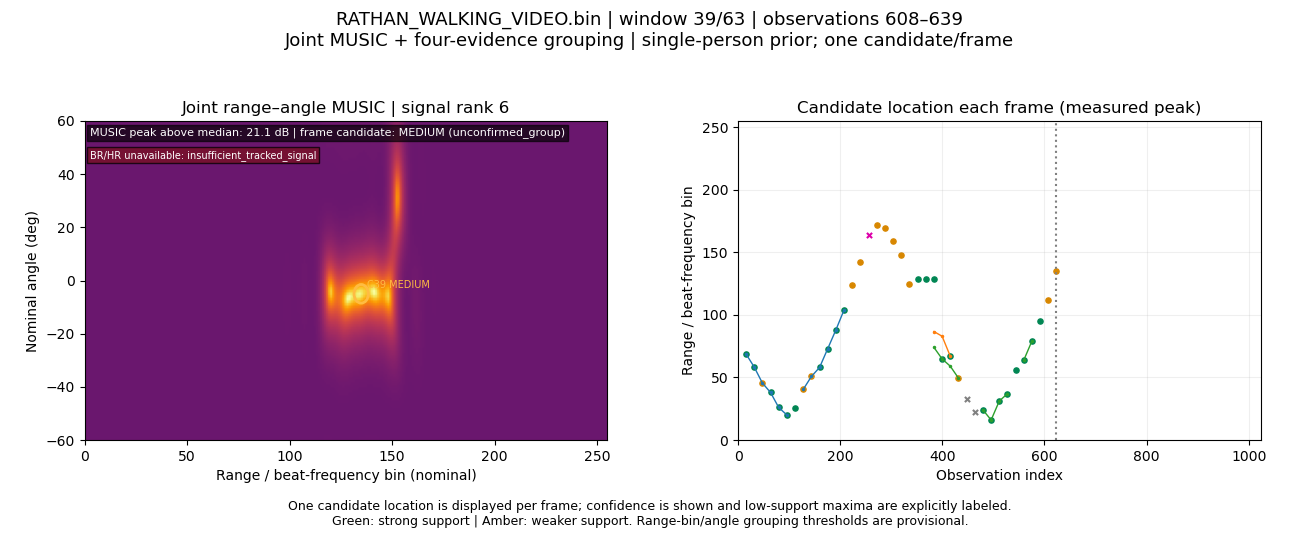 RATHAN_WALKING_VIDEO.bin | window 39/63 | observations 608–639
Joint MUSIC + four-evidence grouping | single-person prior; one candidate/frame
Joint range–angle MUSIC | signal rank 6
MUSIC peak above median: 21.1 dB | frame candidate: MEDIUM (unconfirmed_group)
BR/HR unavailable: insufficient_tracked_signal
MEDIUM
60
40
20
0
−20
−40
−60
Nominal angle (deg)
0 50 100 150 200 250
Range / beat-frequency bin (nominal)
Candidate location each frame (measured peak)
250
200
150
100
50
0
Range / beat-frequency bin
0 200 400 600 800 1000
Observation index
One candidate location is displayed per frame; confidence is shown and low-support maxima are explicitly labeled.
Green: strong support | Amber: weaker support. Range-bin/angle grouping thresholds are provisional.